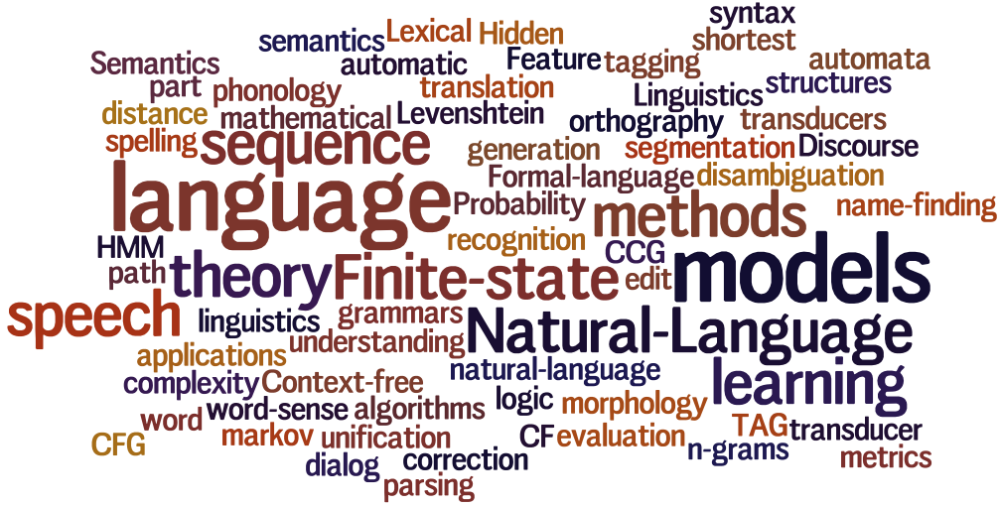 syntax
semantics Lexical Hidden shortest
Semantics automatic Feature tagging automata
part phonology translation Linguistics structures
distance mathematical Levenshtein orthography transducers
spelling sequence generation segmentation Discourse
language Formal-language disambiguation
Probability methods name-finding
HMM recognition CCG models
path theory Finite-state edit
speech linguistics grammars Natural-Language
applications understanding
complexity Context-free natural-language learning
word word-sense algorithms logic morphology
CFG markov unification CF evaluation TAG transducer
dialog correction n-grams metrics
parsing